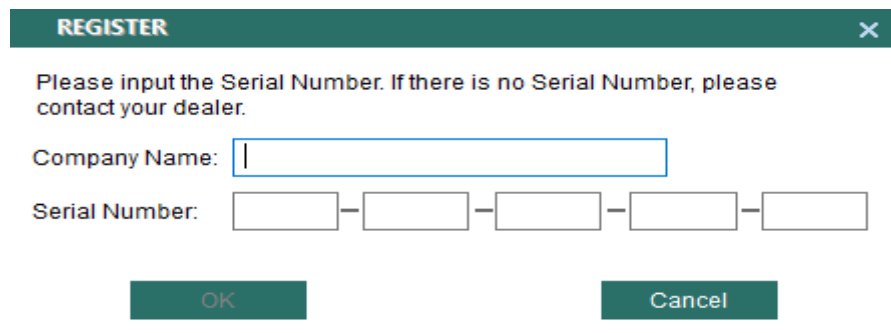 REGISTER
Please input the Serial Number. If there is no Serial Number, please
contact your dealer.
Company Name:
Serial Number:
OK Cancel